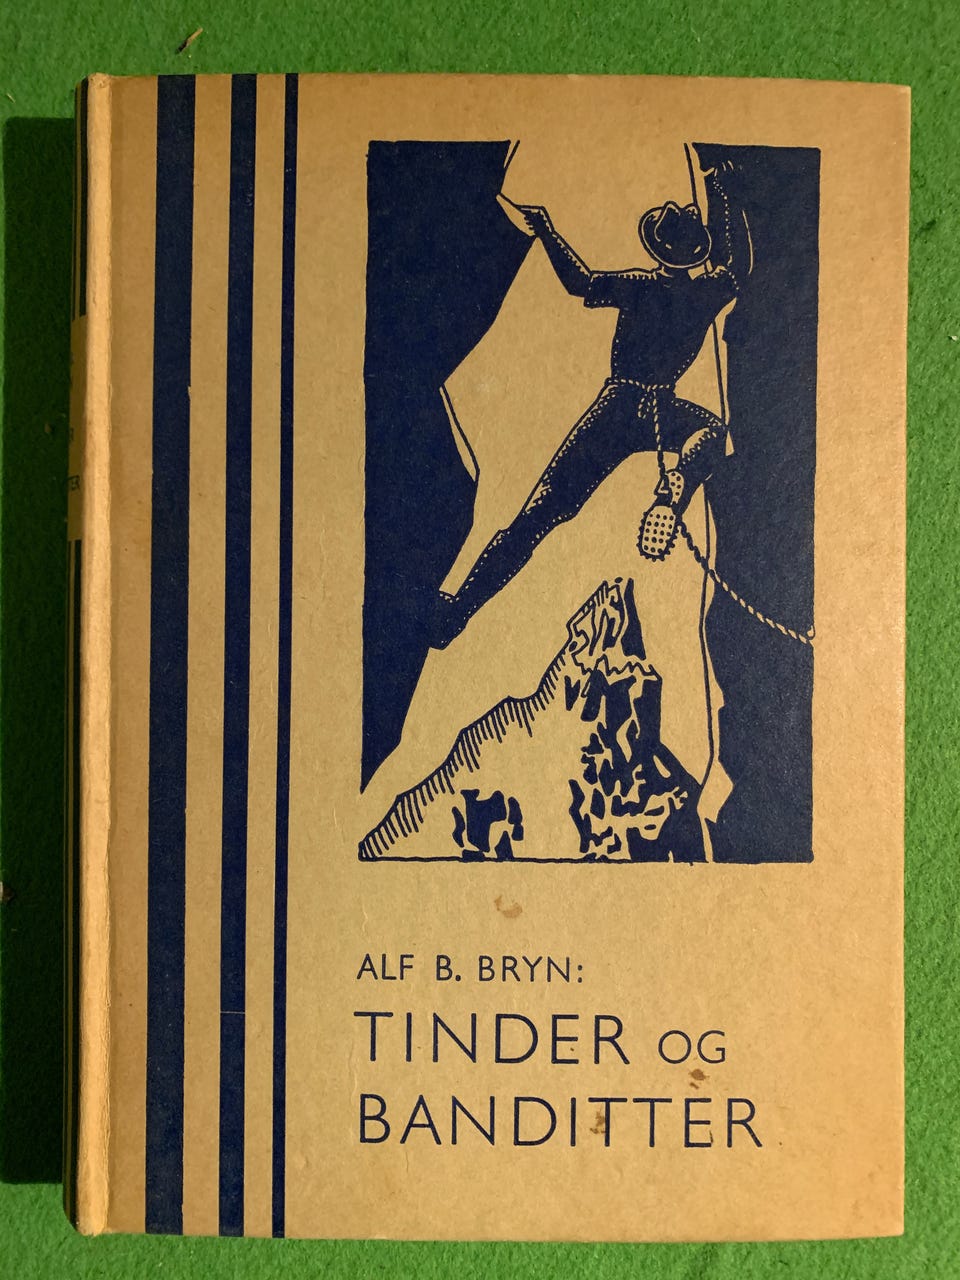 ALF B. BRYN:
TINDER OG
BANDITTER